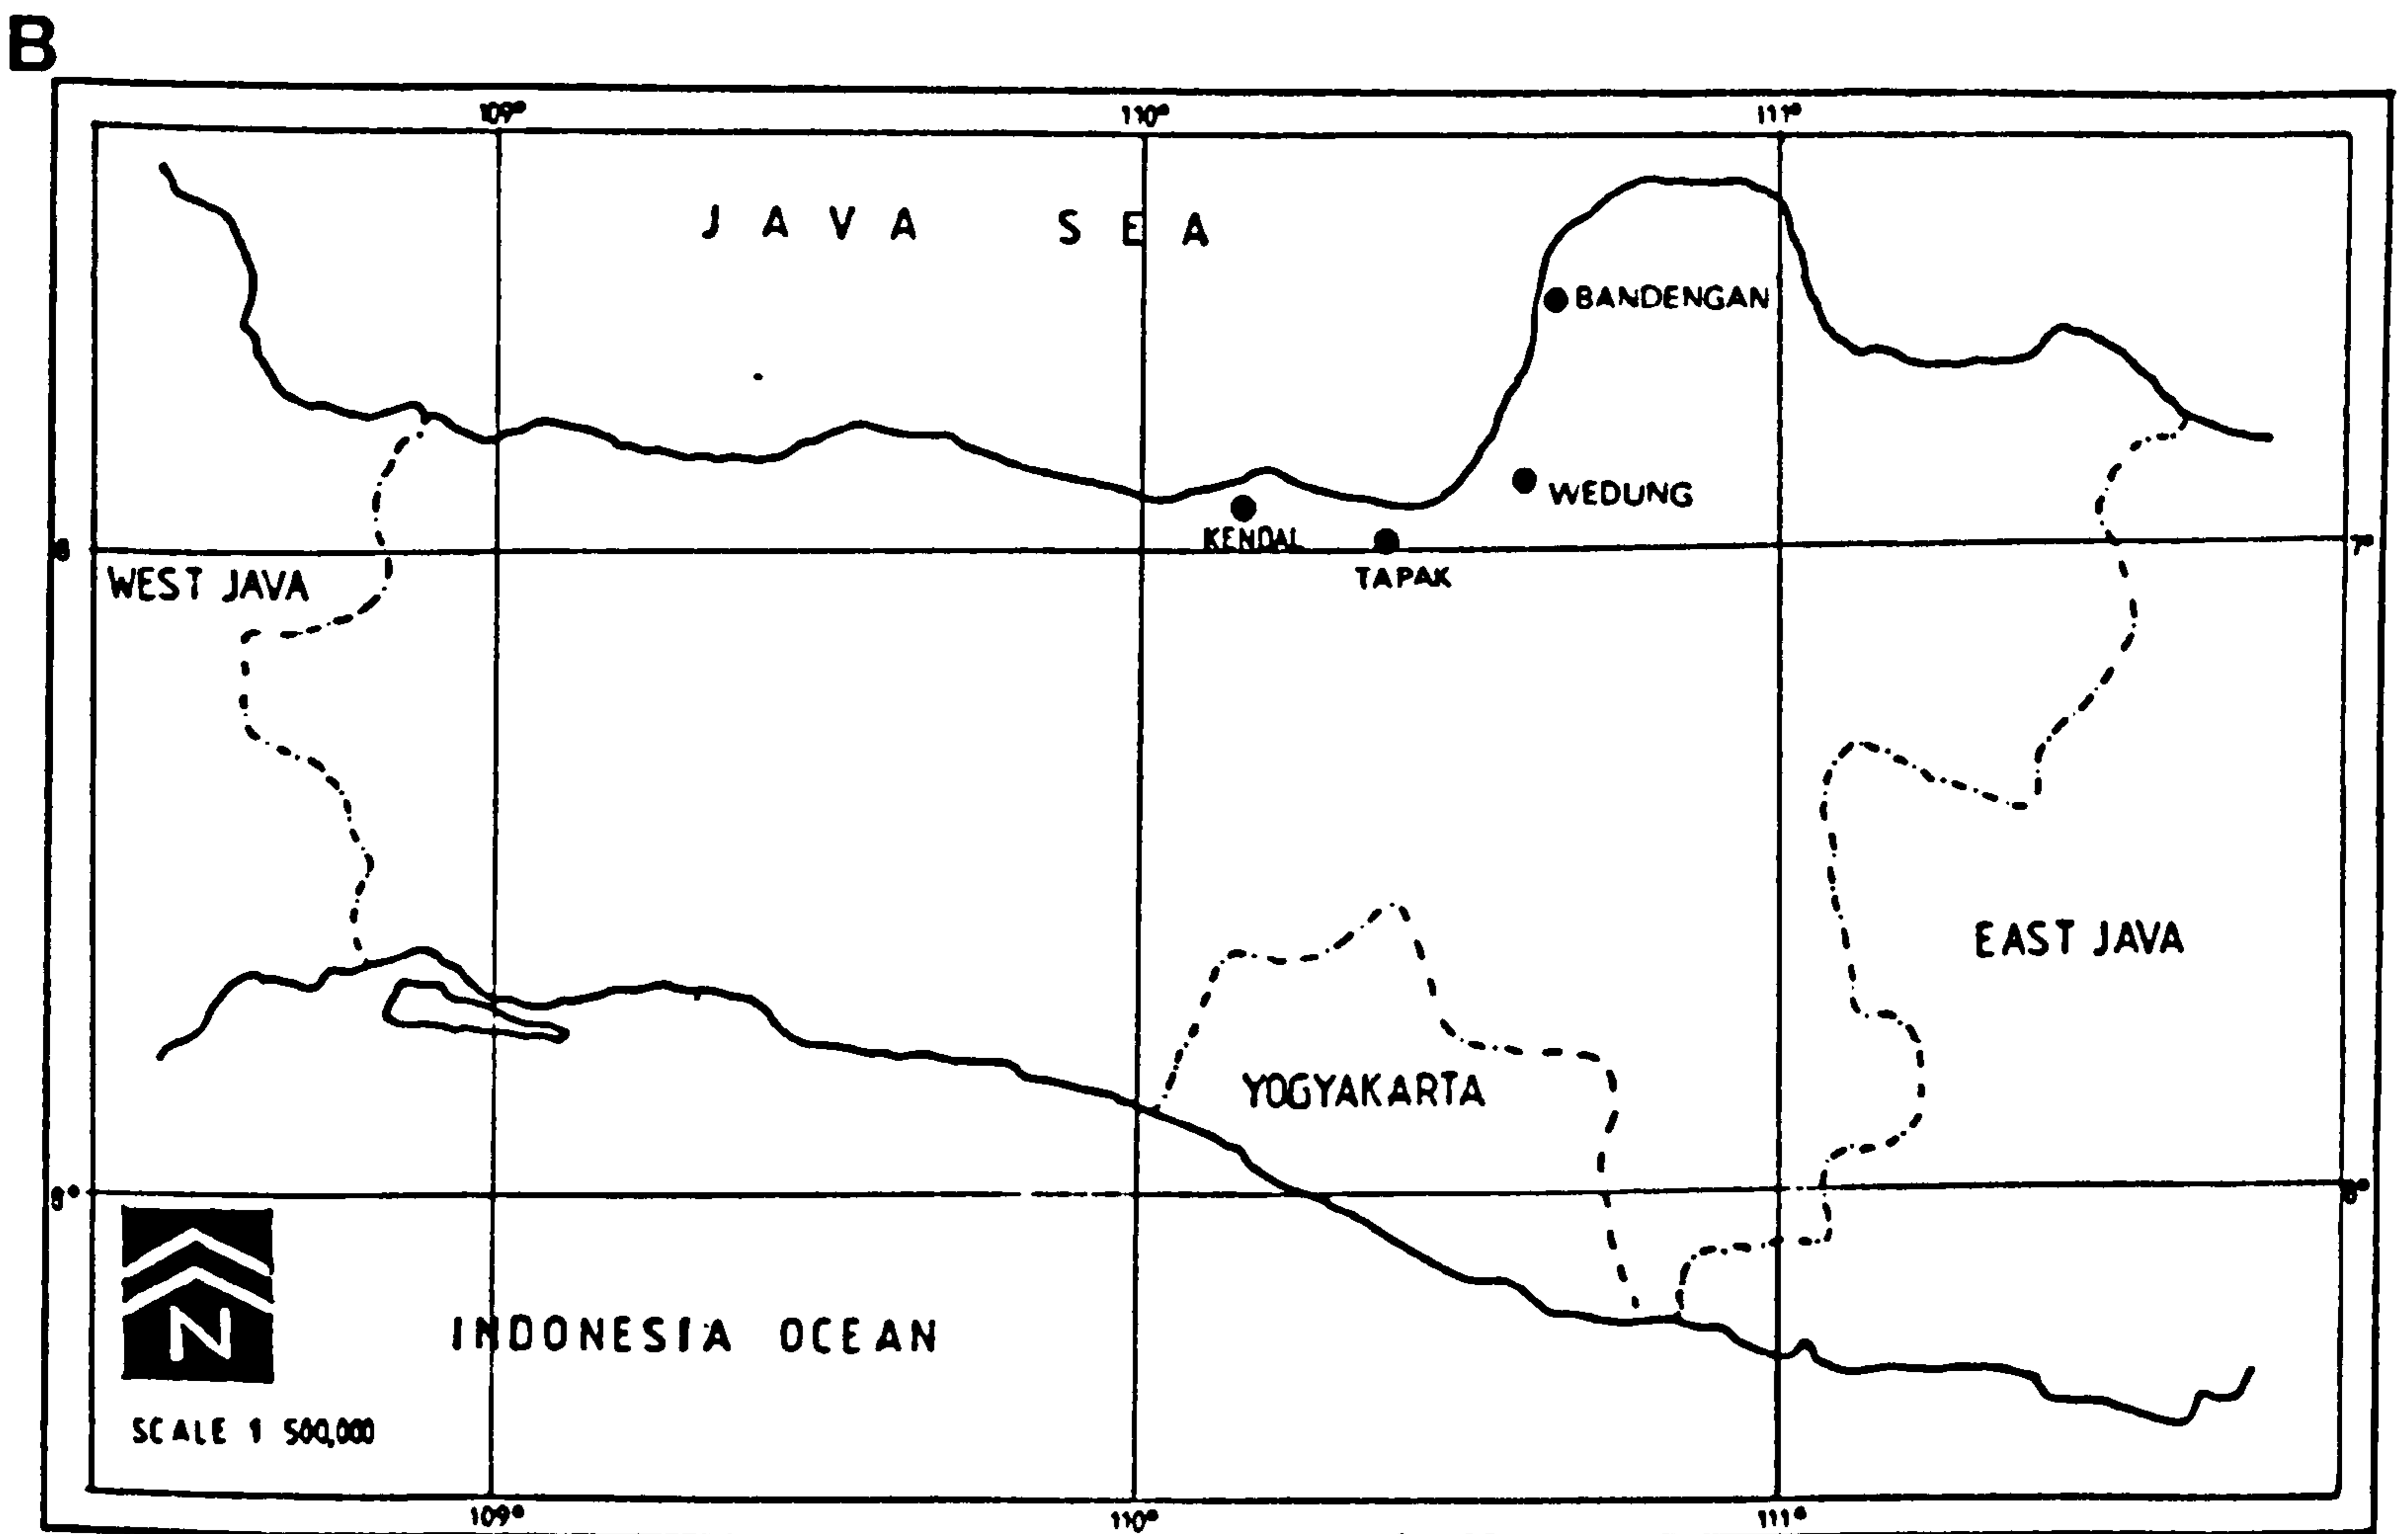 B
109° 110° 111°
JAVA SEA
BANDENGAN
WEDUNG
KENDAL
7°
TAPAK
WEST JAVA
EAST JAVA
YOGYAKARTA
8°
N
INDONESIA OCEAN
SCALE 1 500,000
109° 110° 111°